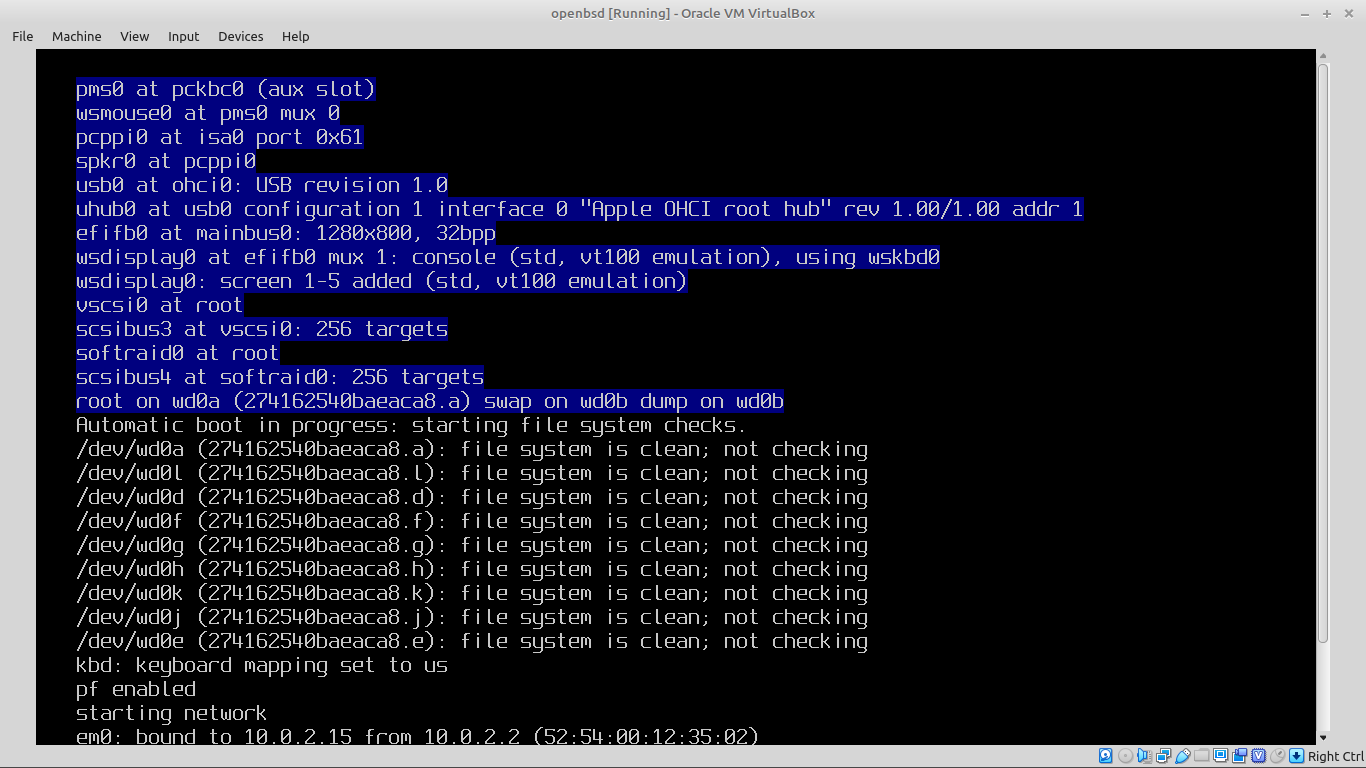 openbsd [Running] - Oracle VM VirtualBox
File Machine View Input Devices Help
pms0 at pckbc0 (aux slot)
wsmouse0 at pms0 mux 0
pcppi0 at isa0 port 0x61
spkr0 at pcppi0
usb0 at ohci0: USB revision 1.0
uhub0 at usb0 configuration 1 interface 0 "Apple OHCI root hub" rev 1.00/1.00 addr 1
efifb0 at mainbus0: 1280x800, 32bpp
wsdisplay0 at efifb0 mux 1: console (std, vt100 emulation), using wskbd0
wsdisplay0: screen 1-5 added (std, vt100 emulation)
vscsi0 at root
scsibus3 at vscsi0: 256 targets
softraid0 at root
scsibus4 at softraid0: 256 targets
root on wd0a (274162540baeaca8.a) swap on wd0b dump on wd0b
Automatic boot in progress: starting file system checks.
/dev/wd0a (274162540baeaca8.a): file system is clean; not checking
/dev/wd0l (274162540baeaca8.l): file system is clean; not checking
/dev/wd0d (274162540baeaca8.d): file system is clean; not checking
/dev/wd0f (274162540baeaca8.f): file system is clean; not checking
/dev/wd0g (274162540baeaca8.g): file system is clean; not checking
/dev/wd0h (274162540baeaca8.h): file system is clean; not checking
/dev/wd0k (274162540baeaca8.k): file system is clean; not checking
/dev/wd0j (274162540baeaca8.j): file system is clean; not checking
/dev/wd0e (274162540baeaca8.e): file system is clean; not checking
kbd: keyboard mapping set to us
pf enabled
starting network
em0: bound to 10.0.2.15 from 10.0.2.2 (52:54:00:12:35:02)
Right Ctrl